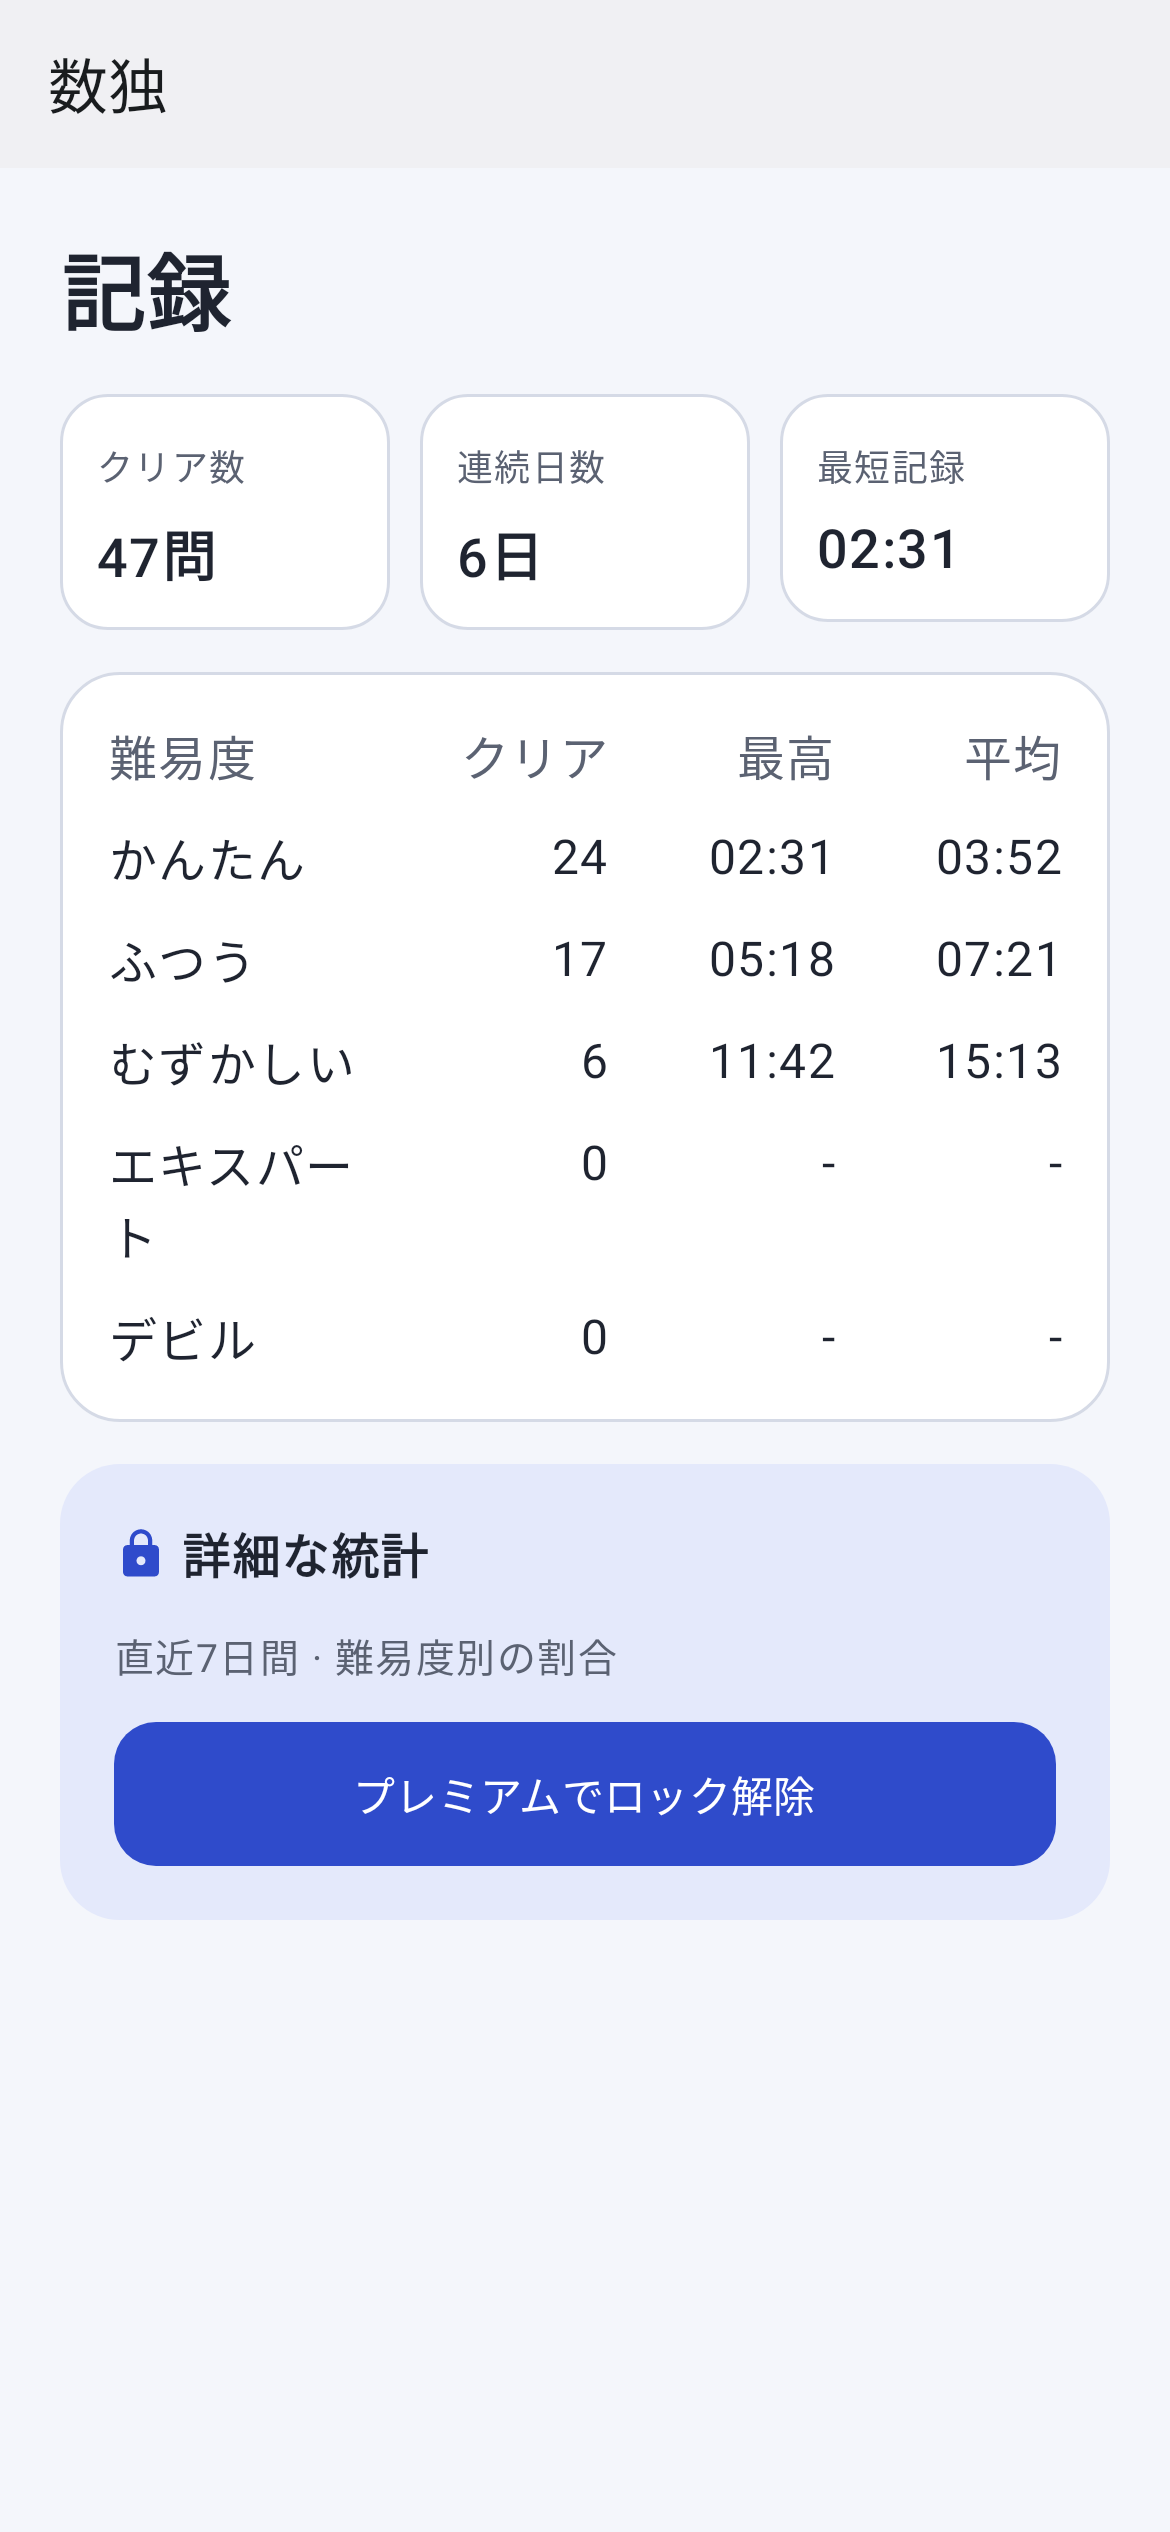 数独
記録
クリア数 連続日数 最短記録
47問 6日 02:31
難易度 クリア 最高 平均
かんたん 24 02:31 03:52
ふつう 17 05:18 07:21
むずかしい 6 11:42 15:13
エキスパー 0 - -
ト
デビル 0 - -
詳細な統計
直近7日間 · 難易度別の割合
プレミアムでロック解除